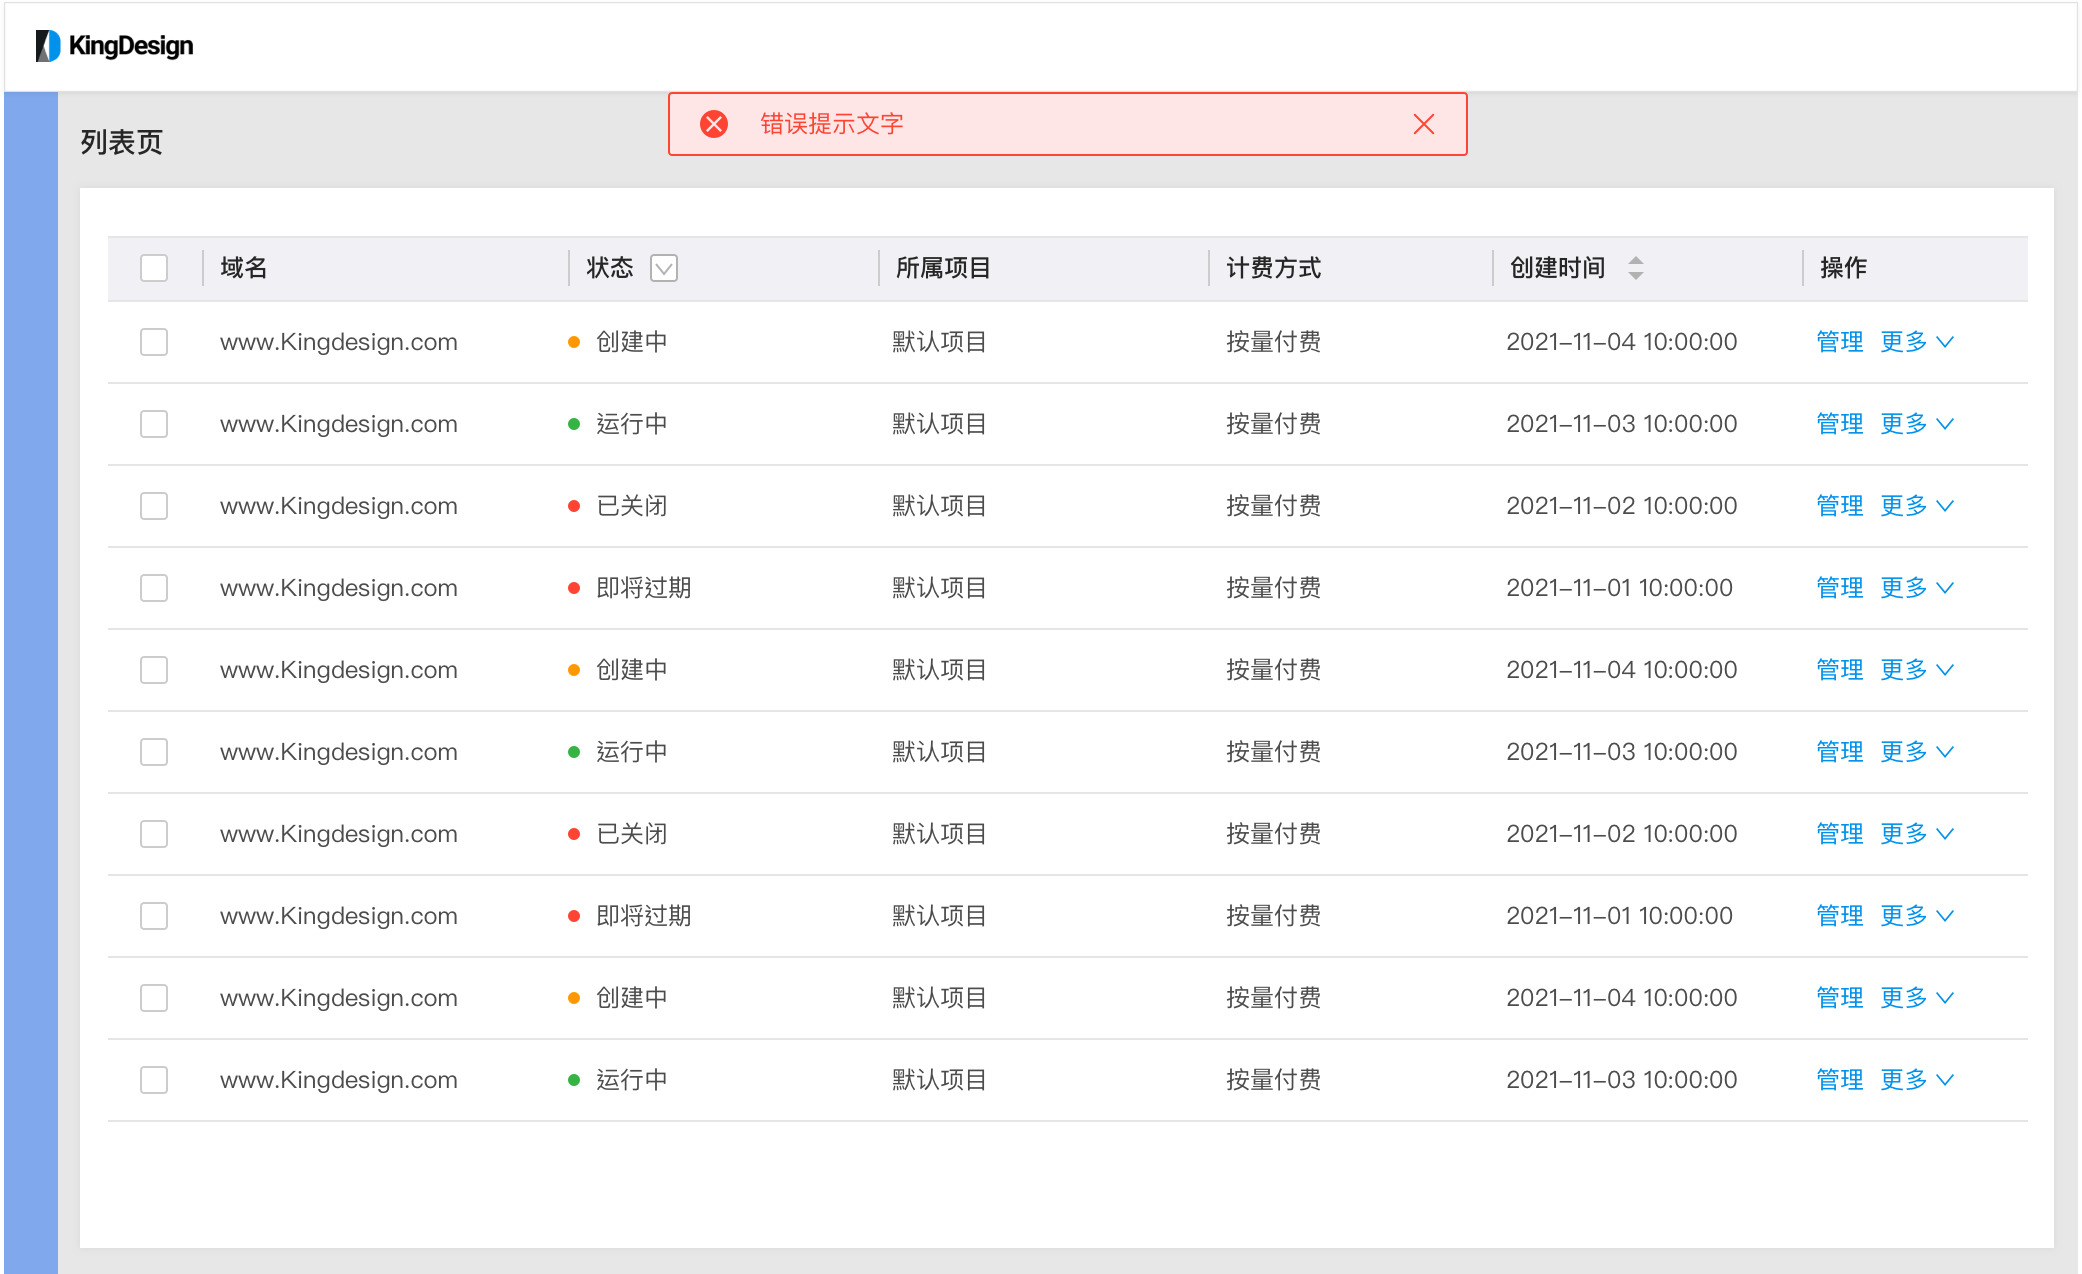 KingDesign
错误提示文字
列表页
域名 状态 所属项目 计费方式 创建时间 操作
www.Kingdesign.com 创建中 默认项目 按量付费 2021-11-04 10:00:00 管理 更多
www.Kingdesign.com 运行中 默认项目 按量付费 2021-11-03 10:00:00 管理 更多
www.Kingdesign.com 已关闭 默认项目 按量付费 2021-11-02 10:00:00 管理 更多
www.Kingdesign.com 即将过期 默认项目 按量付费 2021-11-01 10:00:00 管理 更多
www.Kingdesign.com 创建中 默认项目 按量付费 2021-11-04 10:00:00 管理 更多
www.Kingdesign.com 运行中 默认项目 按量付费 2021-11-03 10:00:00 管理 更多
www.Kingdesign.com 已关闭 默认项目 按量付费 2021-11-02 10:00:00 管理 更多
www.Kingdesign.com 即将过期 默认项目 按量付费 2021-11-01 10:00:00 管理 更多
www.Kingdesign.com 创建中 默认项目 按量付费 2021-11-04 10:00:00 管理 更多
www.Kingdesign.com 运行中 默认项目 按量付费 2021-11-03 10:00:00 管理 更多